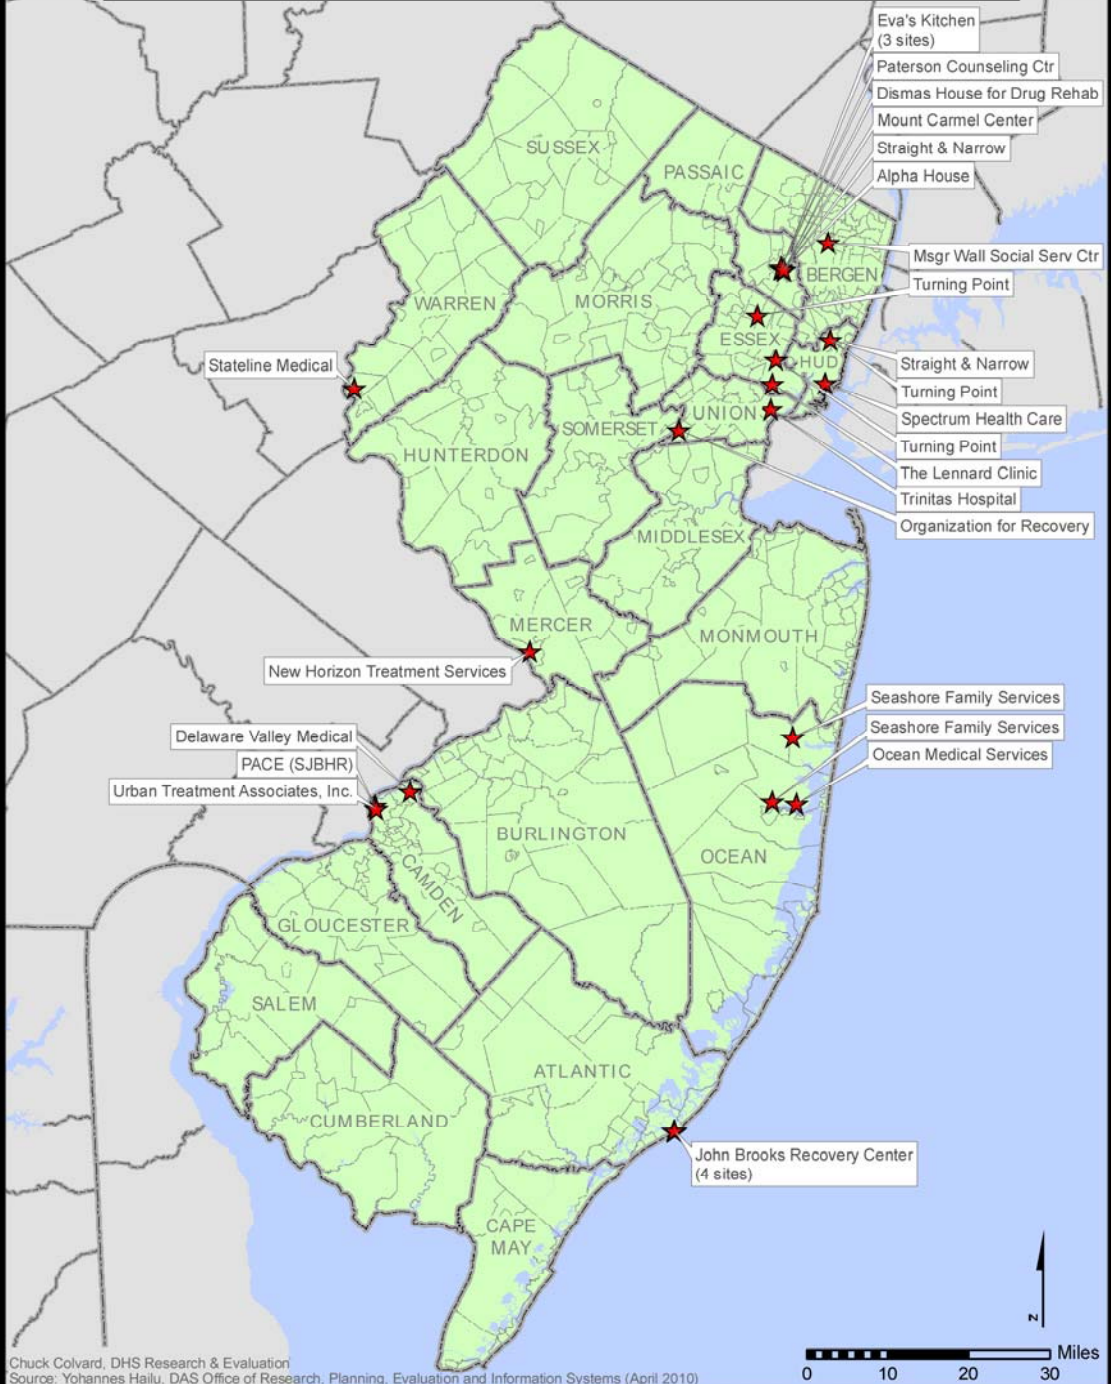 Eva's Kitchen
(3 sites)
Paterson Counseling Ctr
Dismas House for Drug Rehab
Mount Carmel Center
Straight & Narrow
Alpha House
SUSSEX
PASSAIC
Msgr Wall Social Serv Ctr
BERGEN
Turning Point
WARREN
MORRIS
ESSEX
HUD
Stateline Medical
Straight & Narrow
Turning Point
Spectrum Health Care
UNION
SOMERSET
Turning Point
HUNTERDON
The Lennard Clinic
Trinitas Hospital
Organization for Recovery
MIDDLESEX
MERCER
MONMOUTH
New Horizon Treatment Services
Seashore Family Services
Seashore Family Services
Ocean Medical Services
Delaware Valley Medical
PACE (SJBHR)
Urban Treatment Associates, Inc.
BURLINGTON
OCEAN
CAMDEN
GLOUCESTER
SALEM
ATLANTIC
CUMBERLAND
John Brooks Recovery Center
(4 sites)
CAPE
MAY
N
Miles
0 10 20 30
Chuck Colvard, DHS Research & Evaluation
Source: Yohannes Hailu, DAS Office of Research, Planning, Evaluation and Information Systems (April 2010)